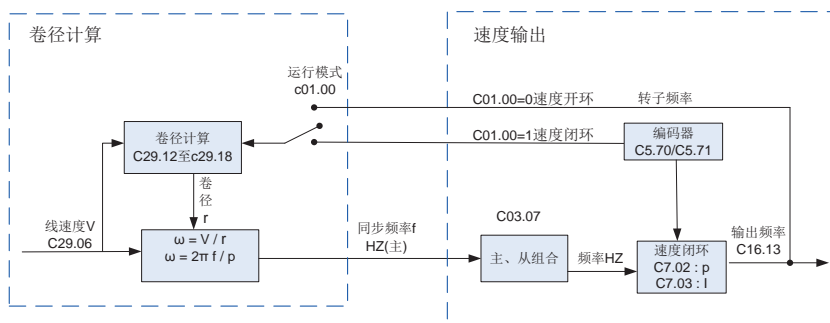 卷径计算
速度输出
运行模式
c01.00
C01.00=0速度开环
转子频率
C01.00=1速度闭环
卷径计算
C29.12至c29.18
编码器
C5.70/C5.71
卷
径
r
线速度V
C29.06
ω = V / r
ω = 2π f / p
同步频率f
HZ(主)
C03.07
主、从组合
频率HZ
速度闭环
C7.02 : p
C7.03 : I
输出频率
C16.13